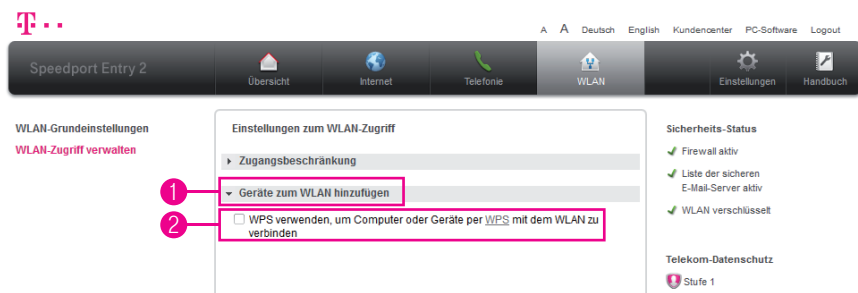 T
A A Deutsch English Kundencenter PC-Software Logout
Speedport Entry 2
Übersicht
Internet
Telefonie
WLAN
Einstellungen
Handbuch
WLAN-Grundeinstellungen
WLAN-Zugriff verwalten
Einstellungen zum WLAN-Zugriff
Zugangsbeschränkung
1
Geräte zum WLAN hinzufügen
2
WPS verwenden, um Computer oder Geräte per WPS mit dem WLAN zu
verbinden
Sicherheits-Status
Firewall aktiv
Liste der sicheren
E-Mail-Server aktiv
WLAN verschlüsselt
Telekom-Datenschutz
Stufe 1